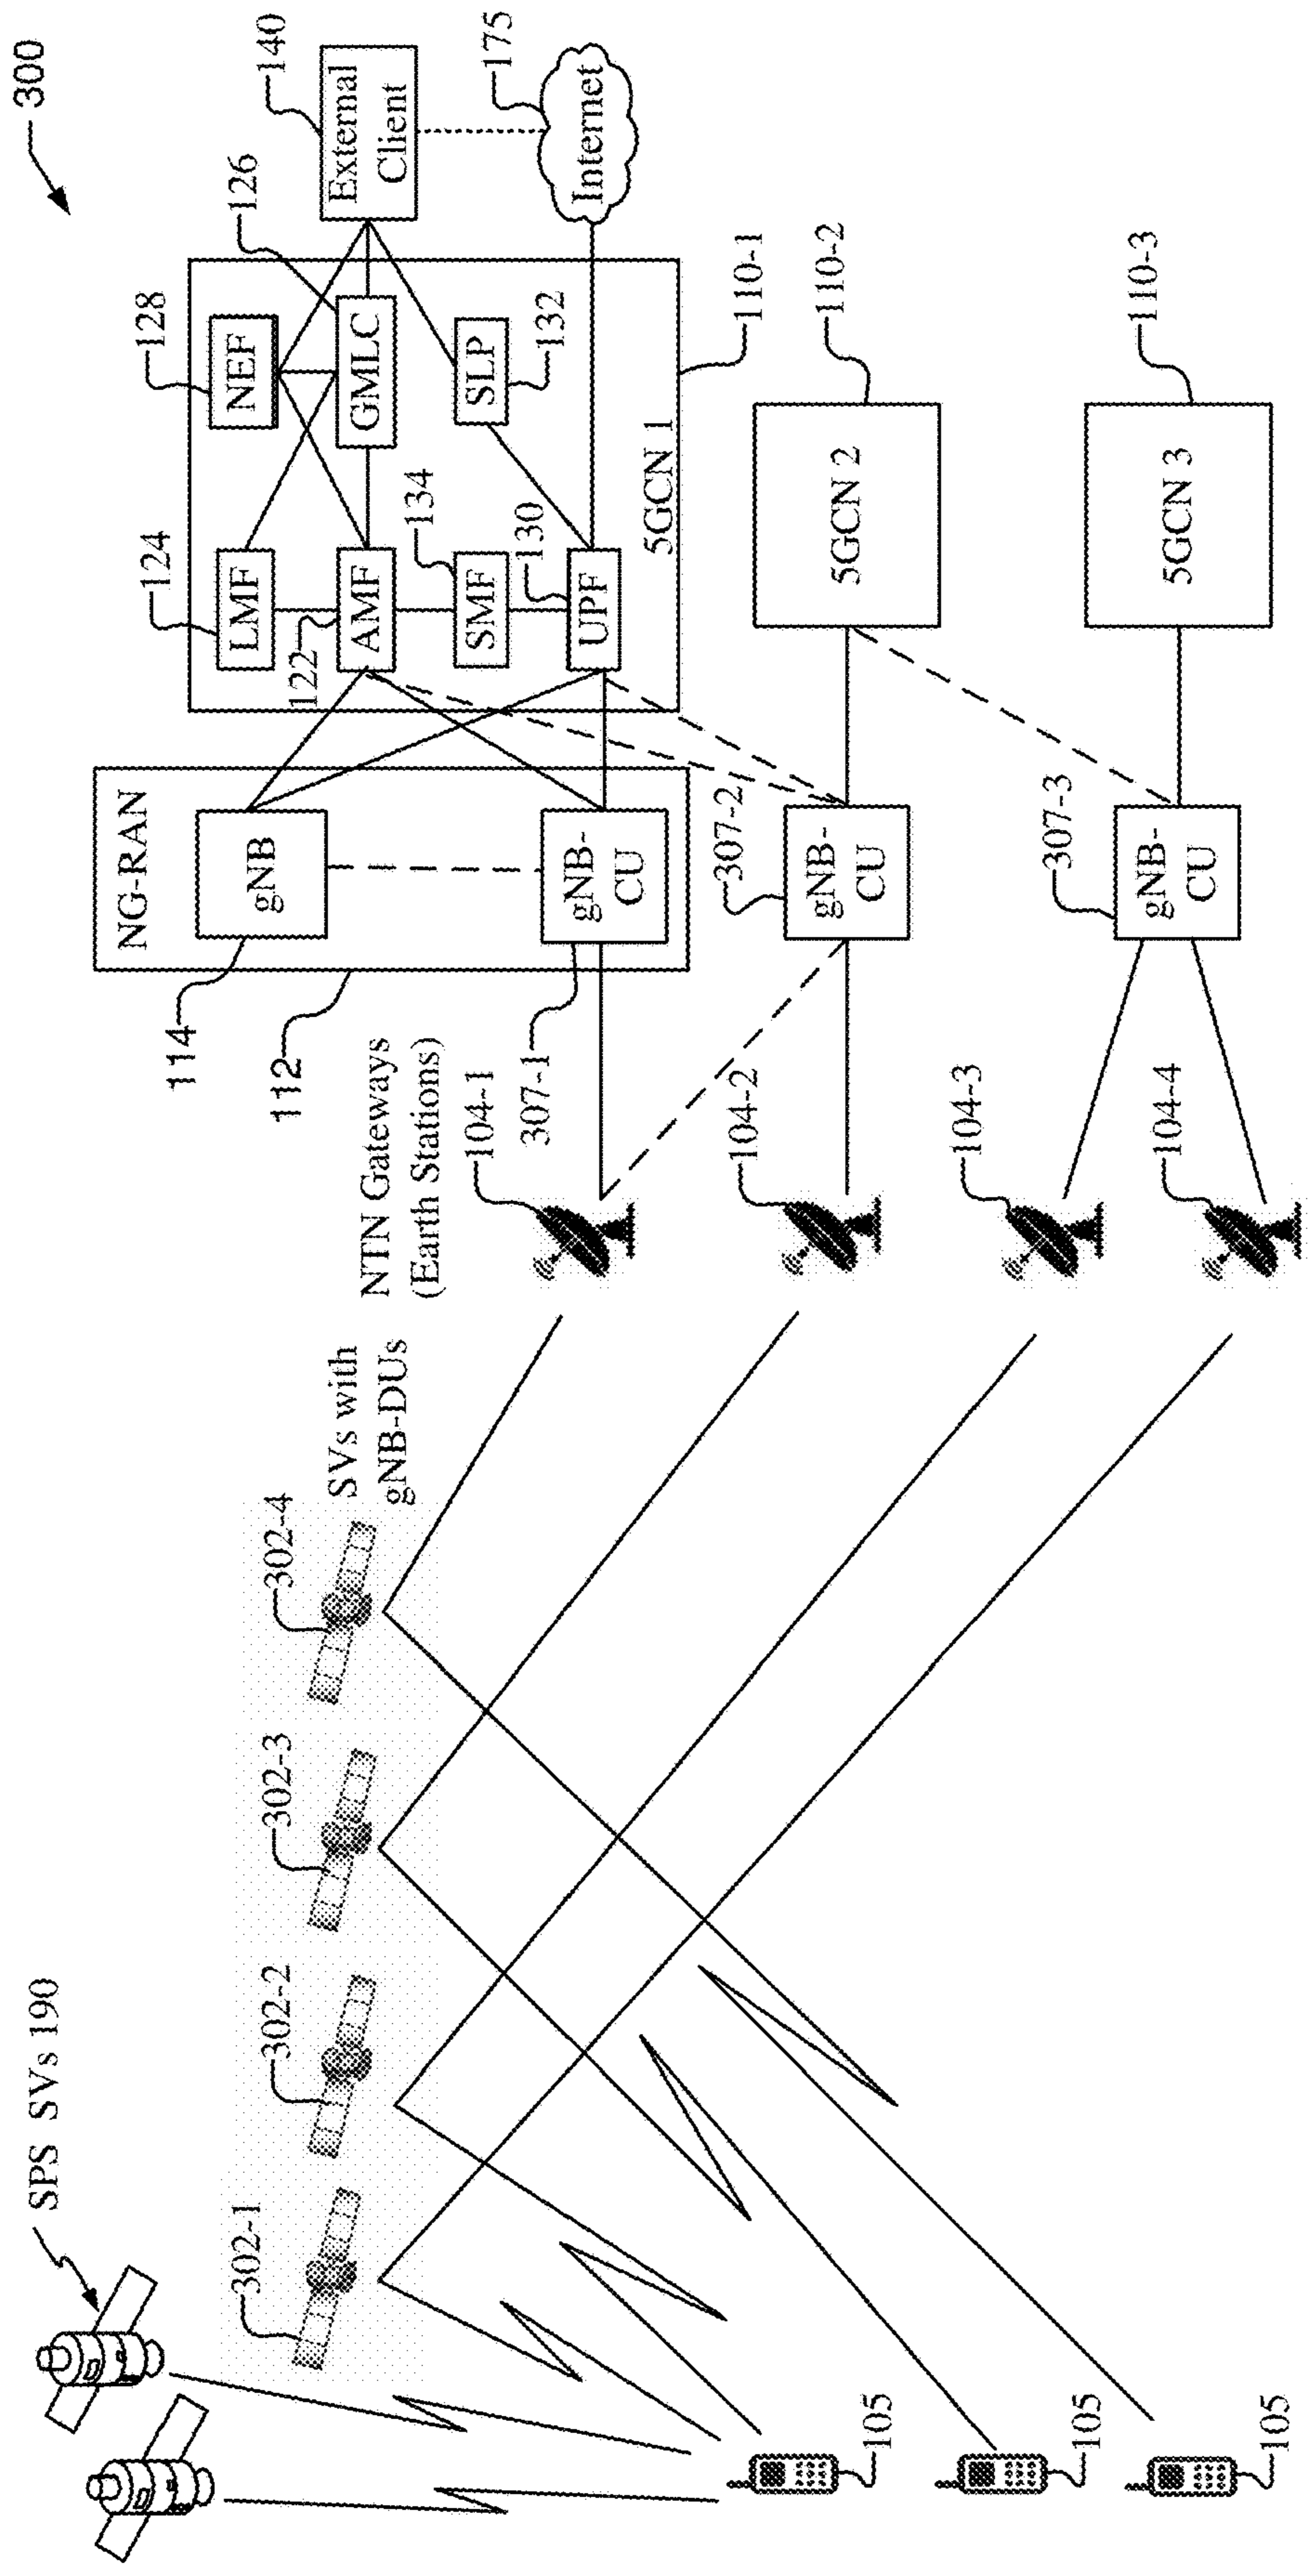 300
SPS SVs 190
302-1
302-2
302-3
302-4
SVs with
gNB-DUs
NTN Gateways
(Earth Stations)
104-1
104-2
104-3
104-4
105
105
105
112
114
NG-RAN
gNB
gNB-
CU
307-1
gNB-
CU
307-2
gNB-
CU
307-3
124
LMF
122
AMF
134
SMF
130
UPF
128
NEF
126
GMLC
SLP
132
5GCN 1
110-1
5GCN 2
110-2
5GCN 3
110-3
External
Client
140
Internet
175